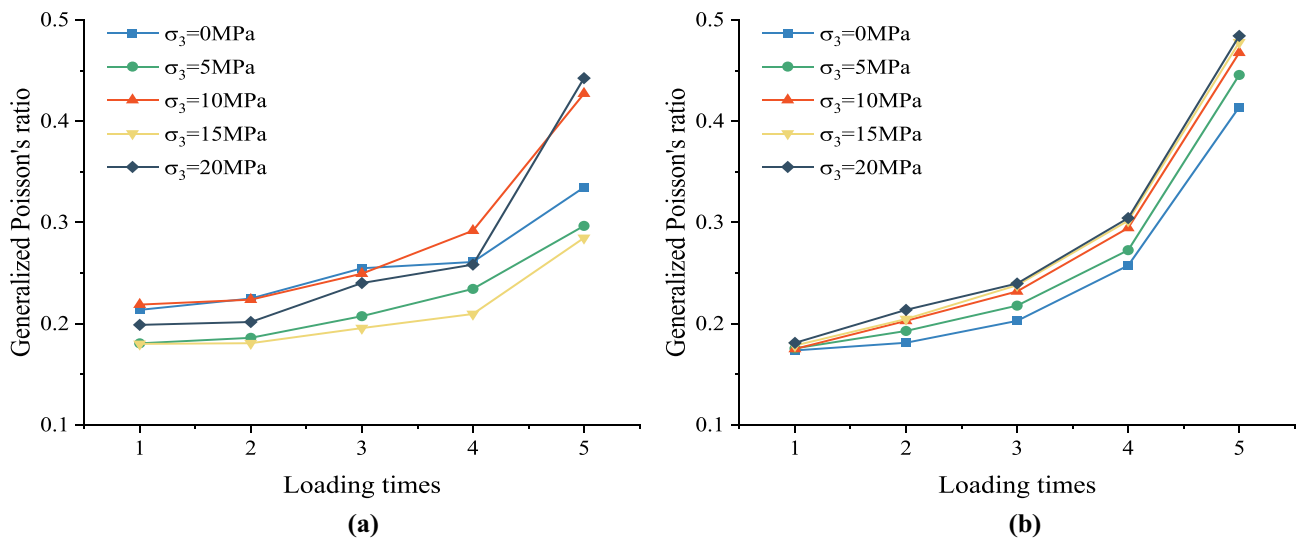 0.5
0.4
0.3
0.2
0.1
Generalized Poisson's ratio
σ₃=0MPa
σ₃=5MPa
σ₃=10MPa
σ₃=15MPa
σ₃=20MPa
1 2 3 4 5
Loading times
(a)
0.5
0.4
0.3
0.2
0.1
Generalized Poisson's ratio
σ₃=0MPa
σ₃=5MPa
σ₃=10MPa
σ₃=15MPa
σ₃=20MPa
1 2 3 4 5
Loading times
(b)